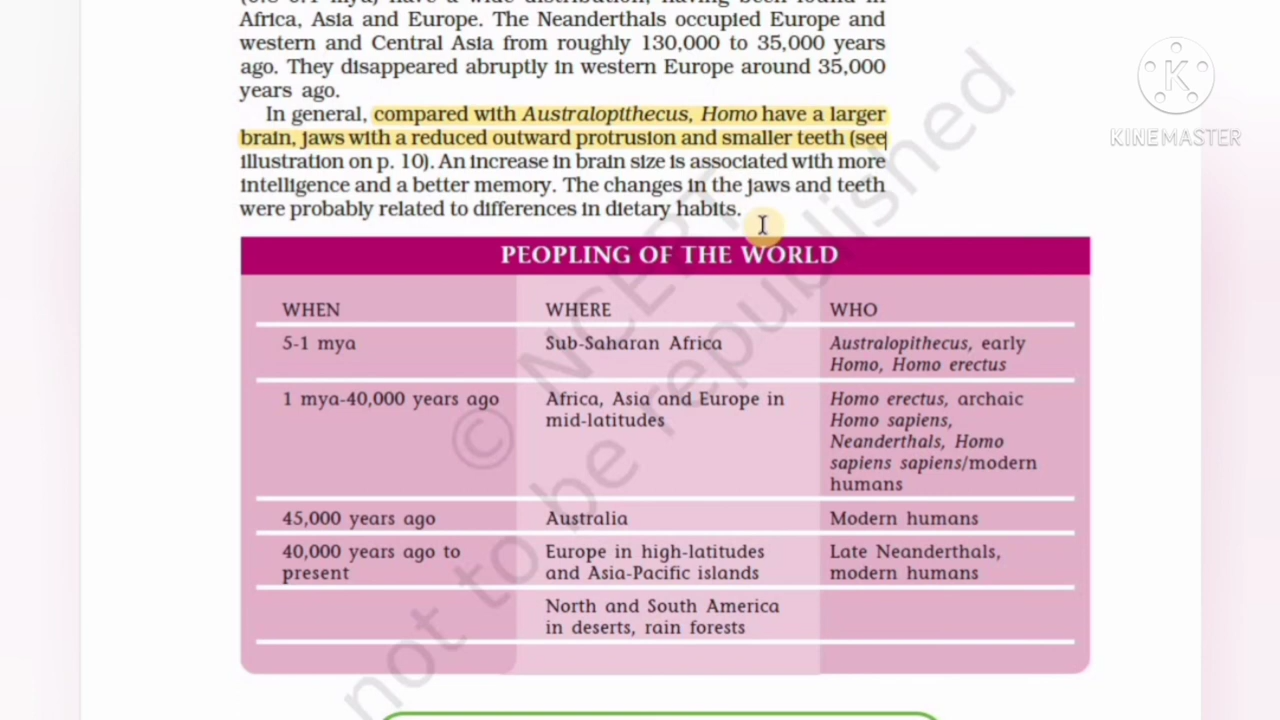 Africa, Asia and Europe. The Neanderthals occupied Europe and
western and Central Asia from roughly 130,000 to 35,000 years
ago. They disappeared abruptly in western Europe around 35,000
years ago.
In general, compared with Australopithecus, Homo have a larger
brain, jaws with a reduced outward protrusion and smaller teeth (see
illustration on p. 10). An increase in brain size is associated with more
intelligence and a better memory. The changes in the jaws and teeth
were probably related to differences in dietary habits.
K
KINEMASTER
PEOPLING OF THE WORLD
WHEN WHERE WHO
5-1 mya Sub-Saharan Africa Australopithecus, early
Homo, Homo erectus
1 mya-40,000 years ago Africa, Asia and Europe in Homo erectus, archaic
mid-latitudes Homo sapiens,
Neanderthals, Homo
sapiens sapiens/modern
humans
45,000 years ago Australia Modern humans
40,000 years ago to Europe in high-latitudes Late Neanderthals,
present and Asia-Pacific islands modern humans
North and South America
in deserts, rain forests
© NCERT
not to be republished